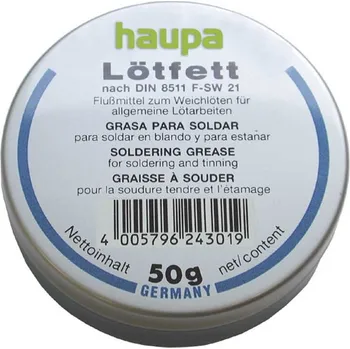 haupa
Lötfett
nach DIN 8511 F-SW 21
Flußmittel zum Weichlöten für
allgemeine Lötarbeiten
GRASA PARA SOLDAR
para soldar en blando y para estañar
SOLDERING GREASE
for soldering and tinning
GRAISSE À SOUDER
pour la soudure tendre et l'étamage
4 005796 243019
Nettoinhalt 50g net/content
GERMANY